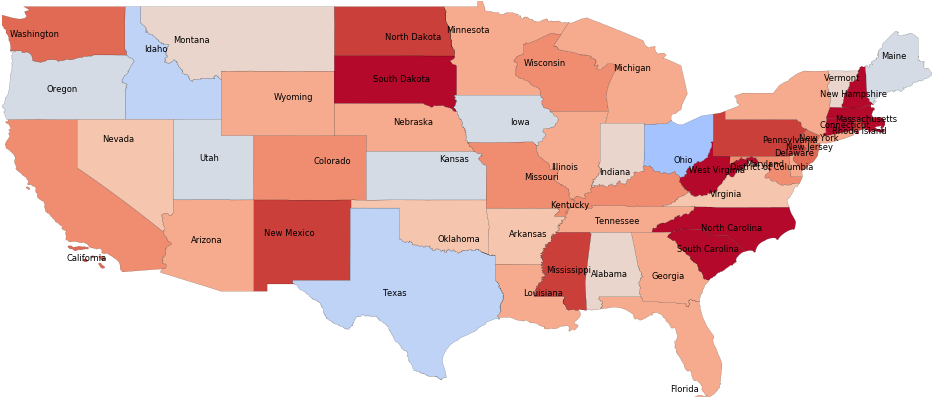 Washington
Montana
North Dakota
Minnesota
Idaho
Maine
Wisconsin
Michigan
South Dakota
Vermont
Oregon
Wyoming
New Hampshire
Nebraska
Iowa
Massachusetts
Connecticut
Rhode Island
Nevada
Pennsylvania
New York
New Jersey
Utah
Colorado
Kansas
Ohio
Delaware
Illinois
Indiana
Maryland
District of Columbia
West Virginia
Missouri
Virginia
Kentucky
California
Arizona
New Mexico
Oklahoma
Arkansas
Tennessee
North Carolina
South Carolina
Texas
Louisiana
Mississippi
Alabama
Georgia
Florida